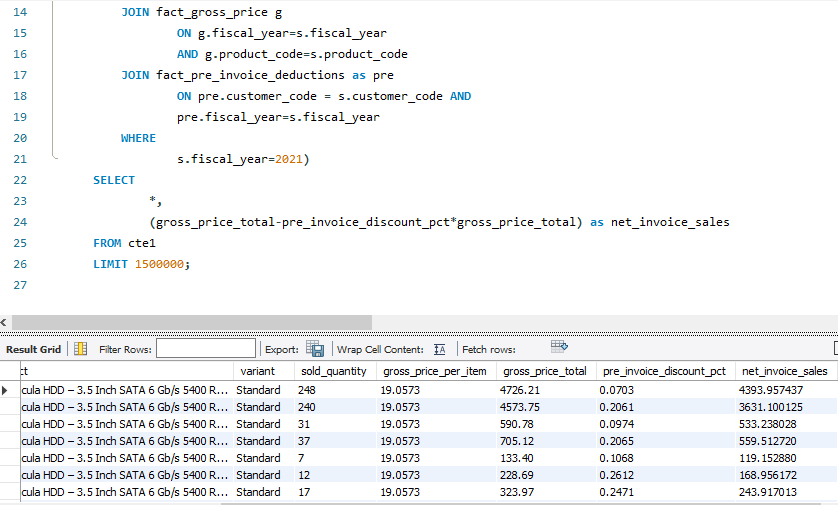 14 JOIN fact_gross_price g
15 ON g.fiscal_year=s.fiscal_year
16 AND g.product_code=s.product_code
17 JOIN fact_pre_invoice_deductions as pre
18 ON pre.customer_code = s.customer_code AND
19 pre.fiscal_year=s.fiscal_year
20 WHERE
21 s.fiscal_year=2021)
22 SELECT
23 *,
24 (gross_price_total-pre_invoice_discount_pct*gross_price_total) as net_invoice_sales
25 FROM cte1
26 LIMIT 1500000;
27
Result Grid Filter Rows: Export: Wrap Cell Content: Fetch rows:
ct variant sold_quantity gross_price_per_item gross_price_total pre_invoice_discount_pct net_invoice_sales
cula HDD – 3.5 Inch SATA 6 Gb/s 5400 R... Standard 248 19.0573 4726.21 0.0703 4393.957437
cula HDD – 3.5 Inch SATA 6 Gb/s 5400 R... Standard 240 19.0573 4573.75 0.2061 3631.100125
cula HDD – 3.5 Inch SATA 6 Gb/s 5400 R... Standard 31 19.0573 590.78 0.0974 533.238028
cula HDD – 3.5 Inch SATA 6 Gb/s 5400 R... Standard 37 19.0573 705.12 0.2065 559.512720
cula HDD – 3.5 Inch SATA 6 Gb/s 5400 R... Standard 7 19.0573 133.40 0.1068 119.152880
cula HDD – 3.5 Inch SATA 6 Gb/s 5400 R... Standard 12 19.0573 228.69 0.2612 168.956172
cula HDD – 3.5 Inch SATA 6 Gb/s 5400 R... Standard 17 19.0573 323.97 0.2471 243.917013